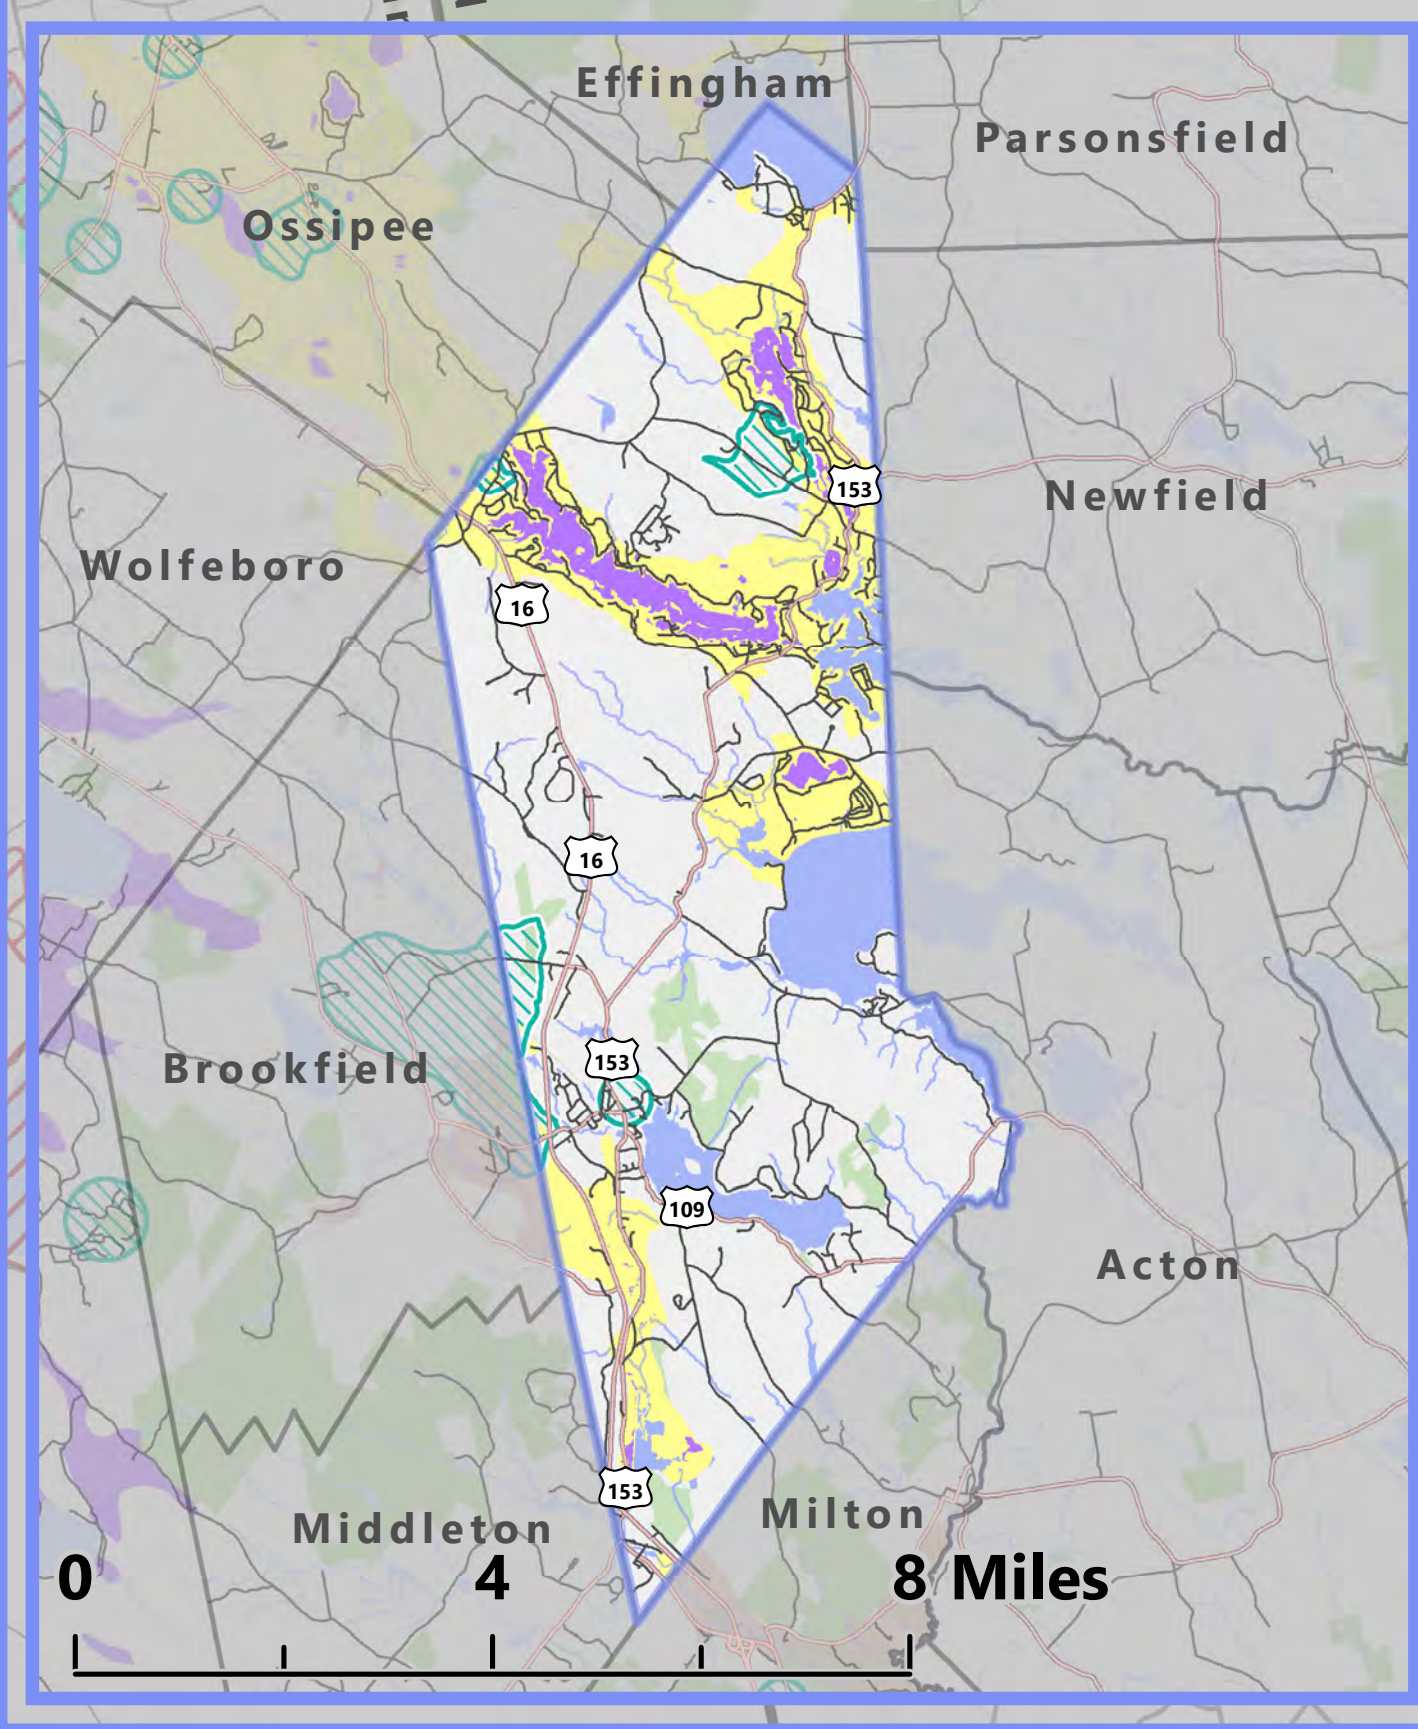 Effingham
Parsonsfield
Ossipee
153
Newfield
Wolfeboro
16
16
153
Brookfield
109
Acton
153
Milton
Middleton
0 4 8 Miles